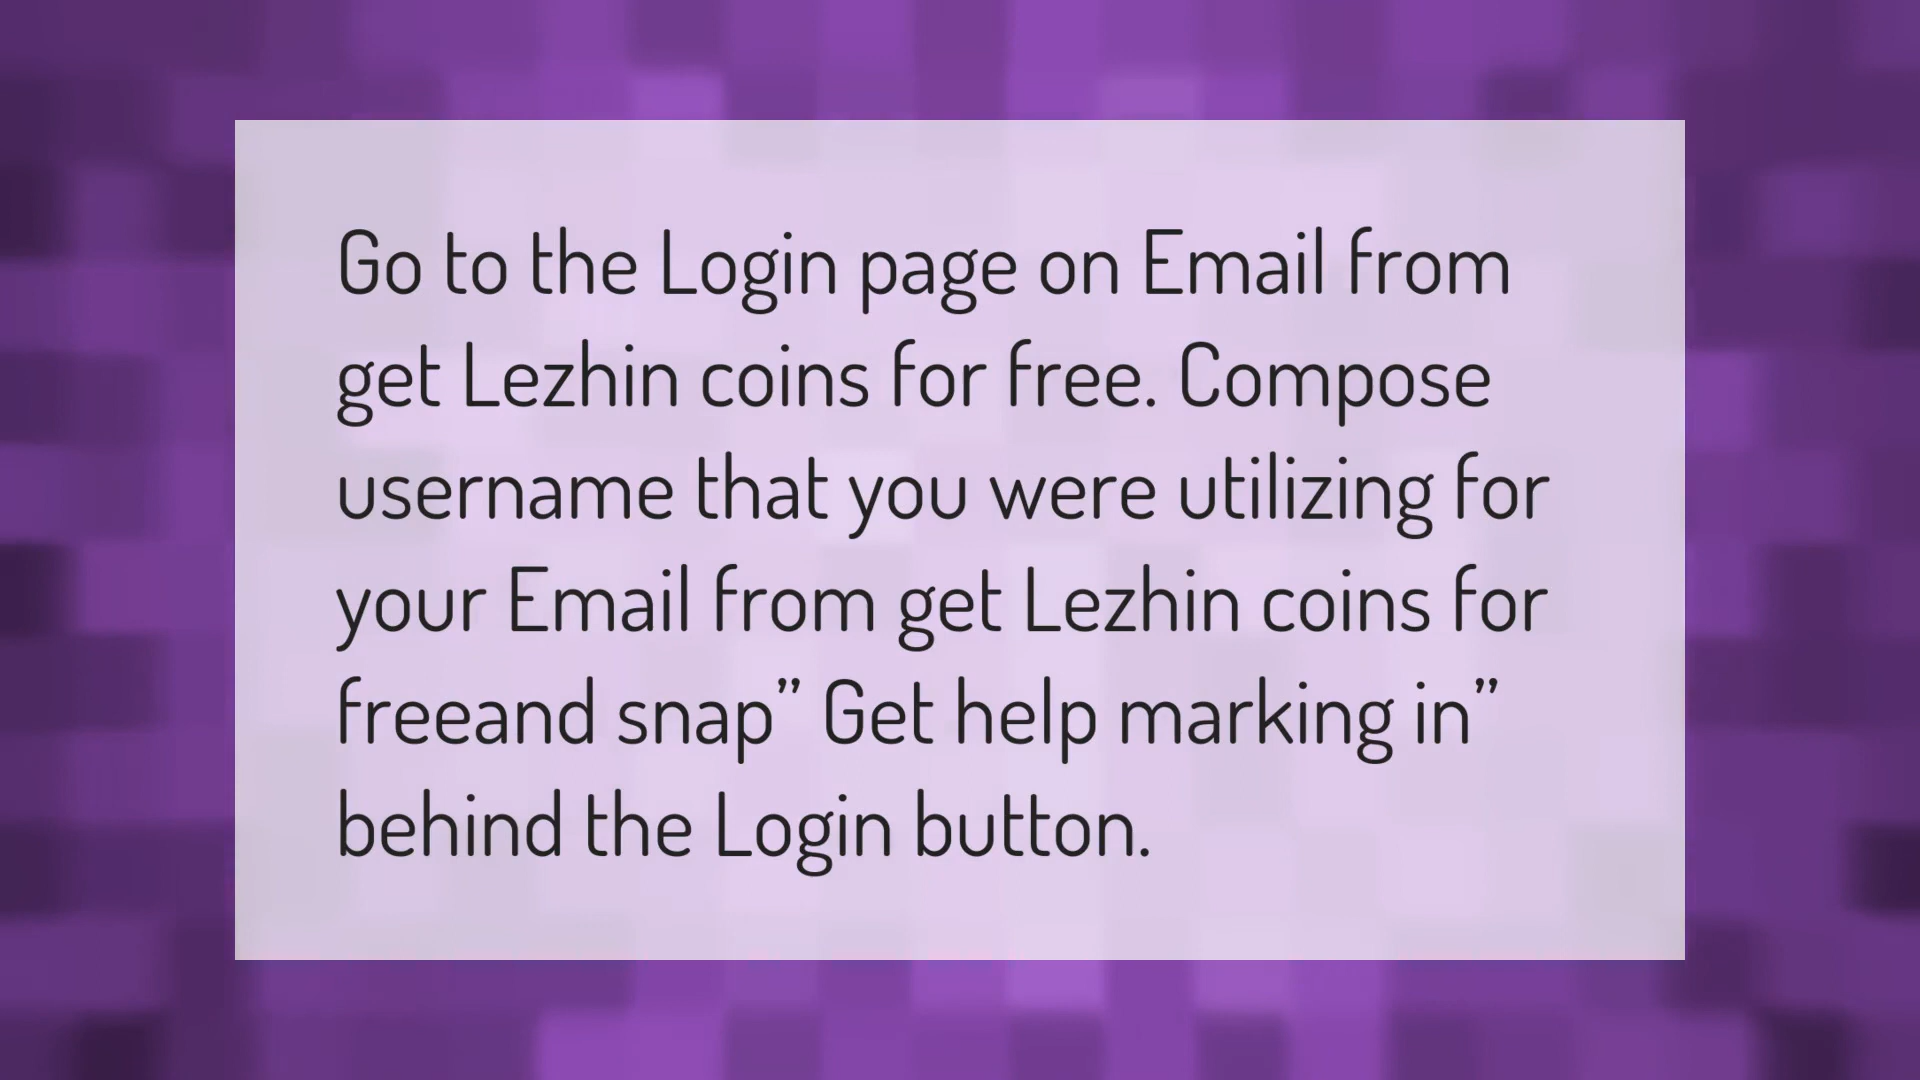 Go to the Login page on Email from
get Lezhin coins for free. Compose
username that you were utilizing for
your Email from get Lezhin coins for
freeand snap” Get help marking in”
behind the Login button.